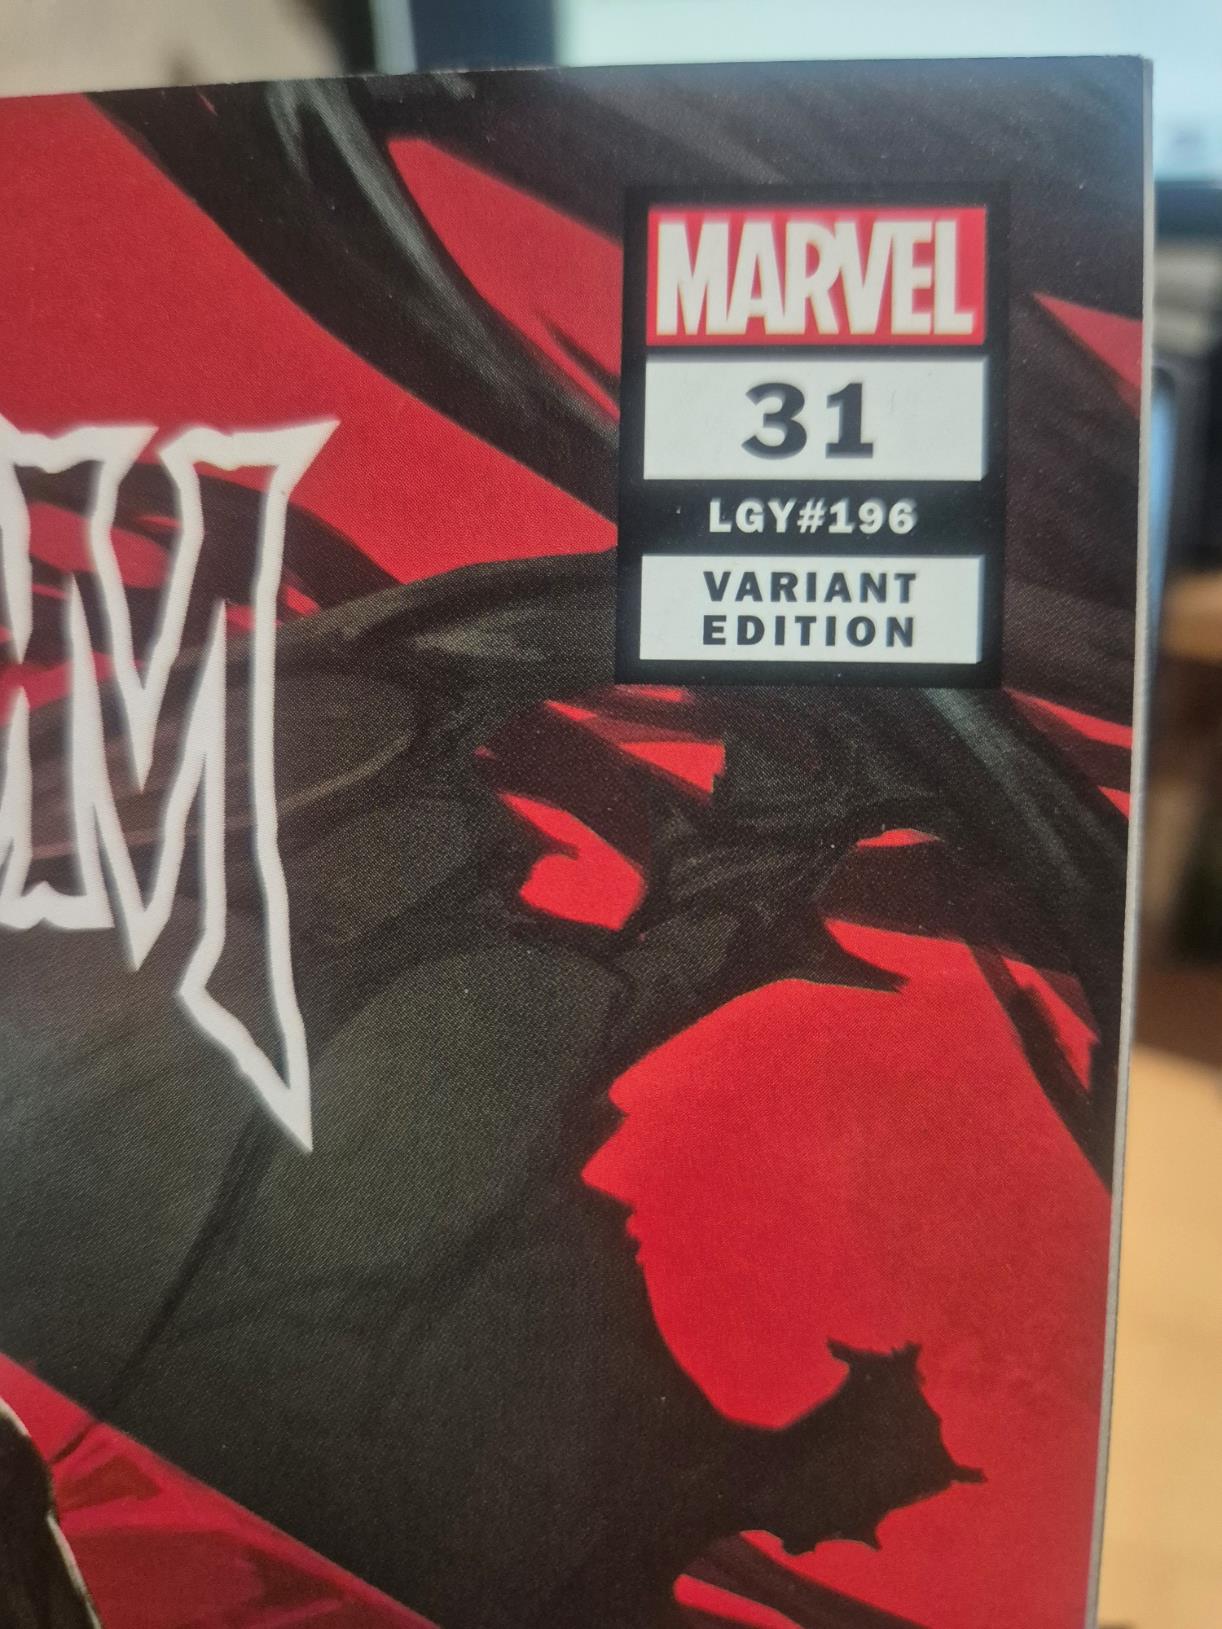 MARVEL
31
LGY#196
VARIANT
EDITION
M